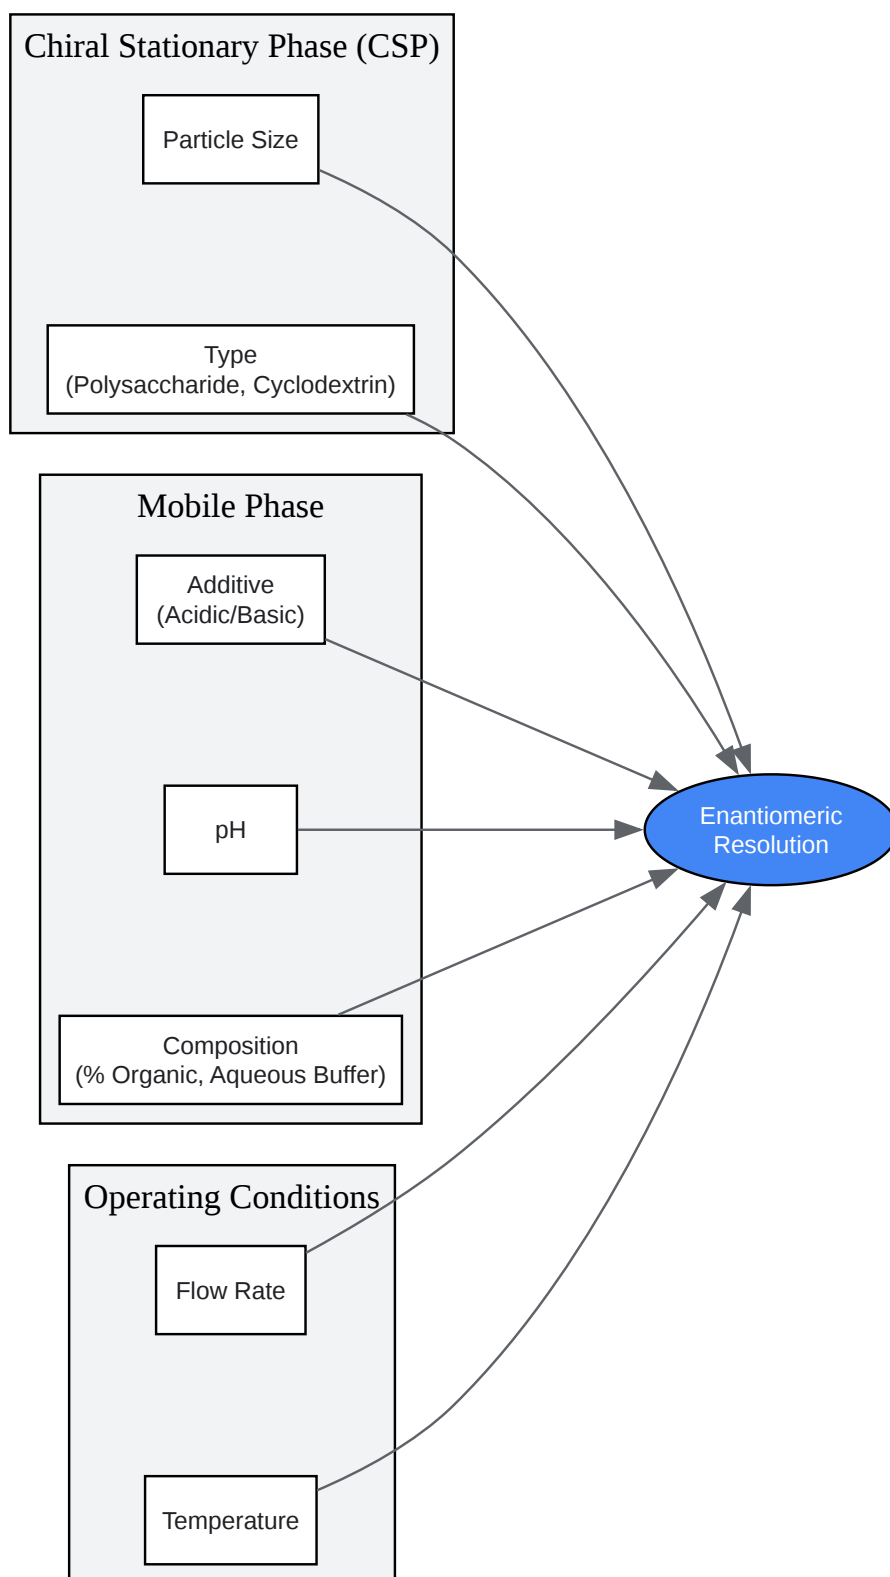 Chiral Stationary Phase (CSP)
Particle Size
Type
(Polysaccharide, Cyclodextrin)
Mobile Phase
Additive
(Acidic/Basic)
pH
Composition
(% Organic, Aqueous Buffer)
Operating Conditions
Flow Rate
Temperature
Enantiomeric
Resolution